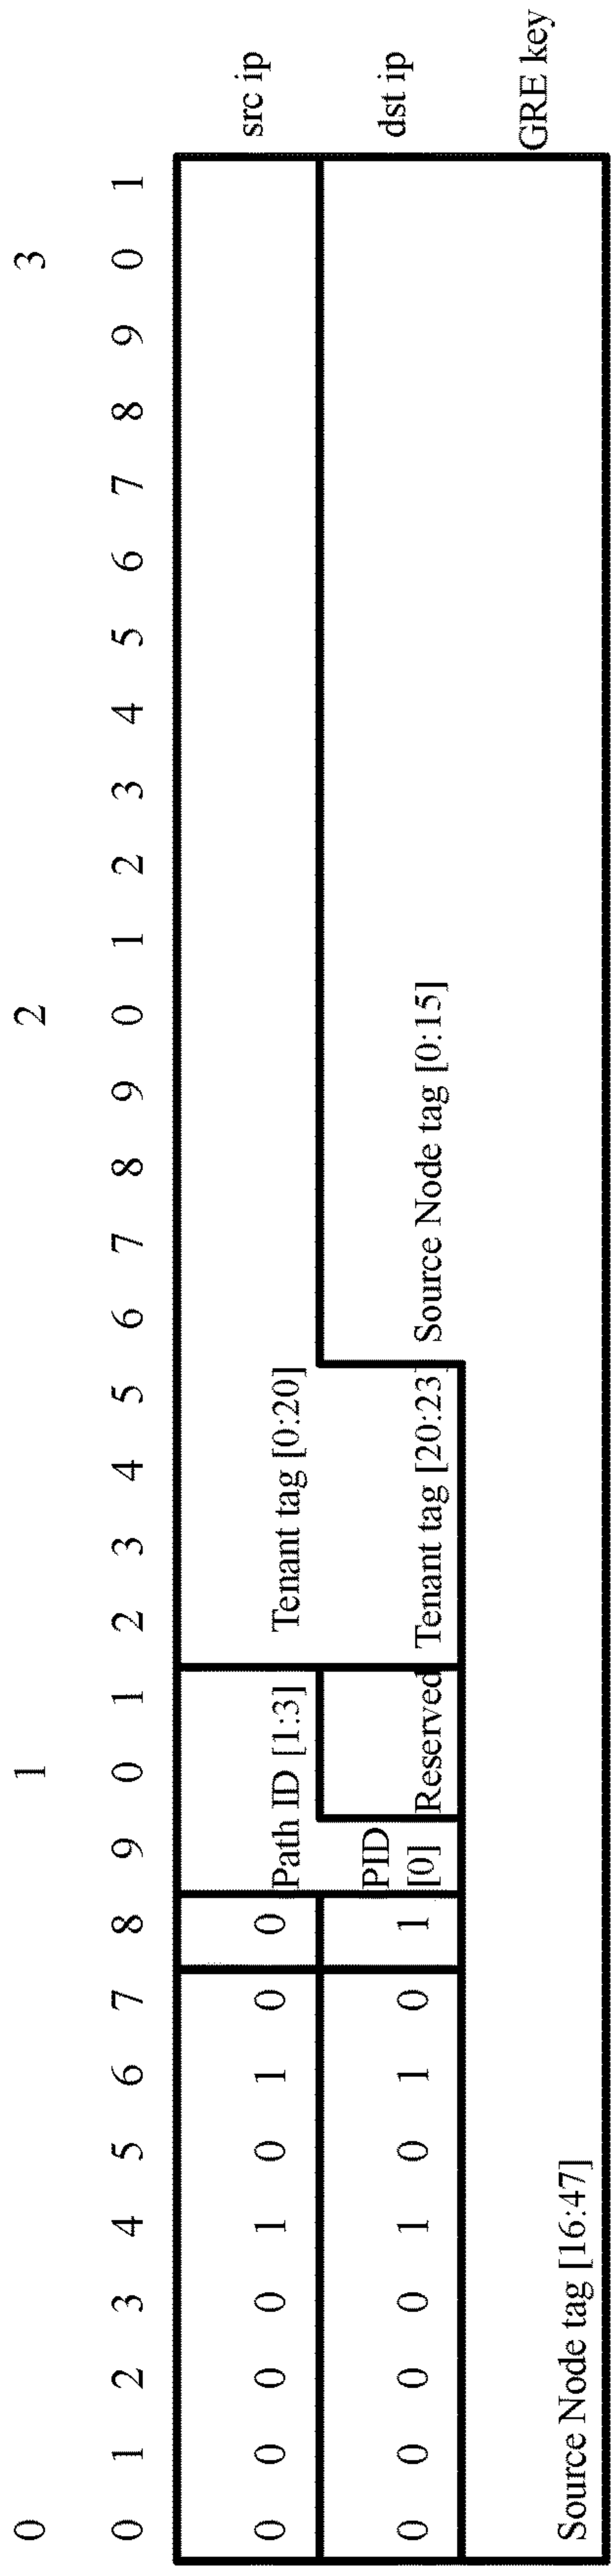 0 1 2 3
0 1 2 3 4 5 6 7 8 9 0 1 2 3 4 5 6 7 8 9 0 1 2 3 4 5 6 7 8 9 0 1
0 0 0 0 1 0 1 0 0 Path ID [1:3] Tenant tag [0:20] src ip
0 0 0 0 1 0 1 0 1 PID [0] Reserved Tenant tag [20:23] Source Node tag [0:15] dst ip
Source Node tag [16:47] GRE key